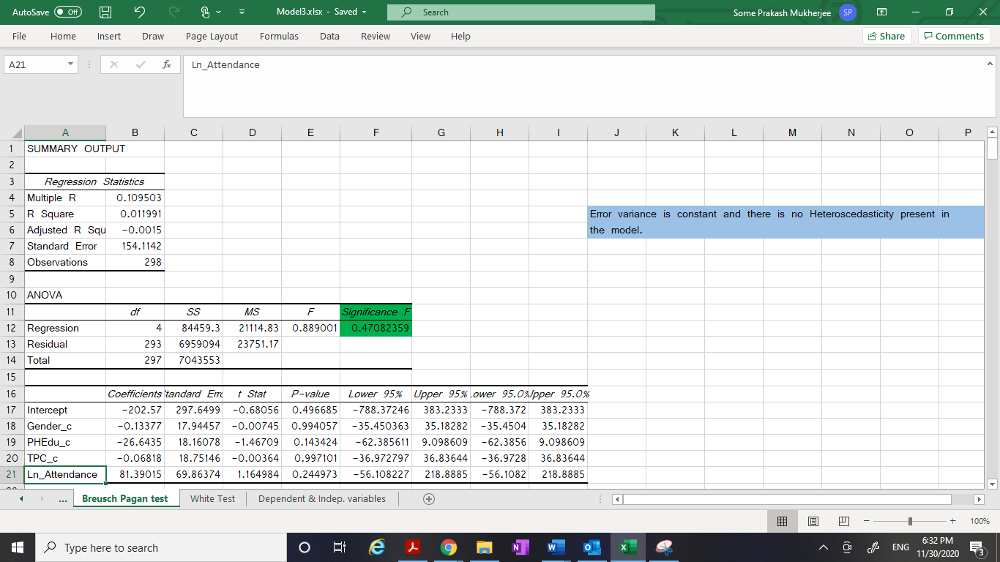 AutoSave Off Model3.xlsx - Saved Search Some Prakash Mukherjee SP
File Home Insert Draw Page Layout Formulas Data Review View Help Share Comments
A21 fx Ln_Attendance
A B C D E F G H I J K L M N O P
1 SUMMARY OUTPUT
2
3 Regression Statistics
4 Multiple R 0.109503
5 R Square 0.011991 Error variance is constant and there is no Heteroscedasticity present in
6 Adjusted R Squ -0.0015 the model.
7 Standard Error 154.1142
8 Observations 298
9
10 ANOVA
11 df SS MS F Significance F
12 Regression 4 84459.3 21114.83 0.889001 0.47082359
13 Residual 293 6959094 23751.17
14 Total 297 7043553
15
16 Coefficients tandard Erro t Stat P-value Lower 95% Upper 95% ower 95.0% Upper 95.0%
17 Intercept -202.57 297.6499 -0.68056 0.496685 -788.37246 383.2333 -788.372 383.2333
18 Gender_c -0.13377 17.94457 -0.00745 0.994057 -35.450363 35.18282 -35.4504 35.18282
19 PHEdu_c -26.6435 18.16078 -1.46709 0.143424 -62.385611 9.098609 -62.3856 9.098609
20 TPC_c -0.06818 18.75146 -0.00364 0.997101 -36.972797 36.83644 -36.9728 36.83644
21 Ln_Attendance 81.39015 69.86374 1.164984 0.244973 -56.108227 218.8885 -56.1082 218.8885
... Breusch Pagan test White Test Dependent & Indep. variables
100%
Type here to search ENG 6:32 PM
11/30/2020 3